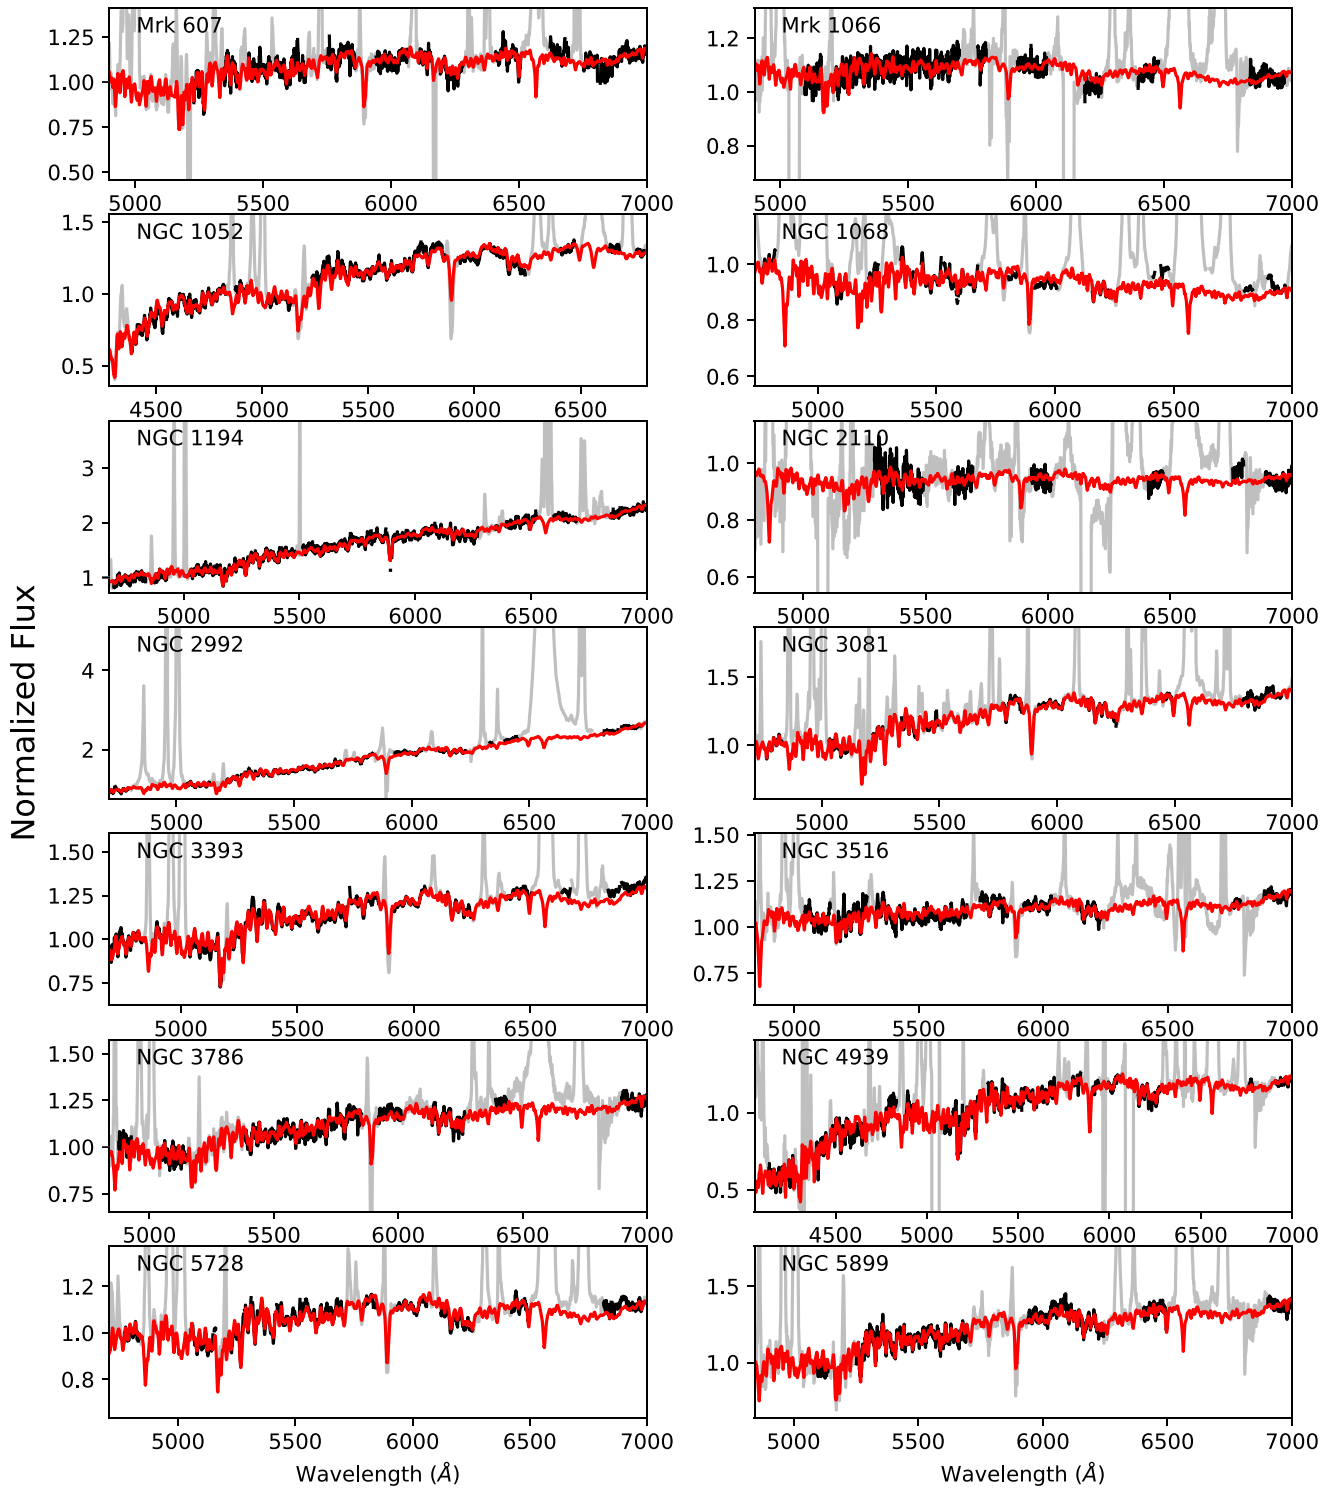 Mrk 607
1.25
1.00
0.75
0.50
5000 5500 6000 6500 7000
Mrk 1066
1.2
1.0
0.8
5000 5500 6000 6500 7000
NGC 1052
1.5
1.0
0.5
4500 5000 5500 6000 6500
NGC 1068
1.0
0.8
0.6
5000 5500 6000 6500 7000
NGC 1194
3
2
1
5000 5500 6000 6500 7000
NGC 2110
1.0
0.8
0.6
5000 5500 6000 6500 7000
Normalized Flux
NGC 2992
4
2
5000 5500 6000 6500 7000
NGC 3081
1.5
1.0
5000 5500 6000 6500 7000
NGC 3393
1.50
1.25
1.00
0.75
5000 5500 6000 6500 7000
NGC 3516
1.50
1.25
1.00
0.75
5000 5500 6000 6500 7000
NGC 3786
1.50
1.25
1.00
0.75
5000 5500 6000 6500 7000
NGC 4939
1.0
0.5
4500 5000 5500 6000 6500 7000
NGC 5728
1.2
1.0
0.8
5000 5500 6000 6500 7000
Wavelength (Å)
NGC 5899
1.5
1.0
5000 5500 6000 6500 7000
Wavelength (Å)